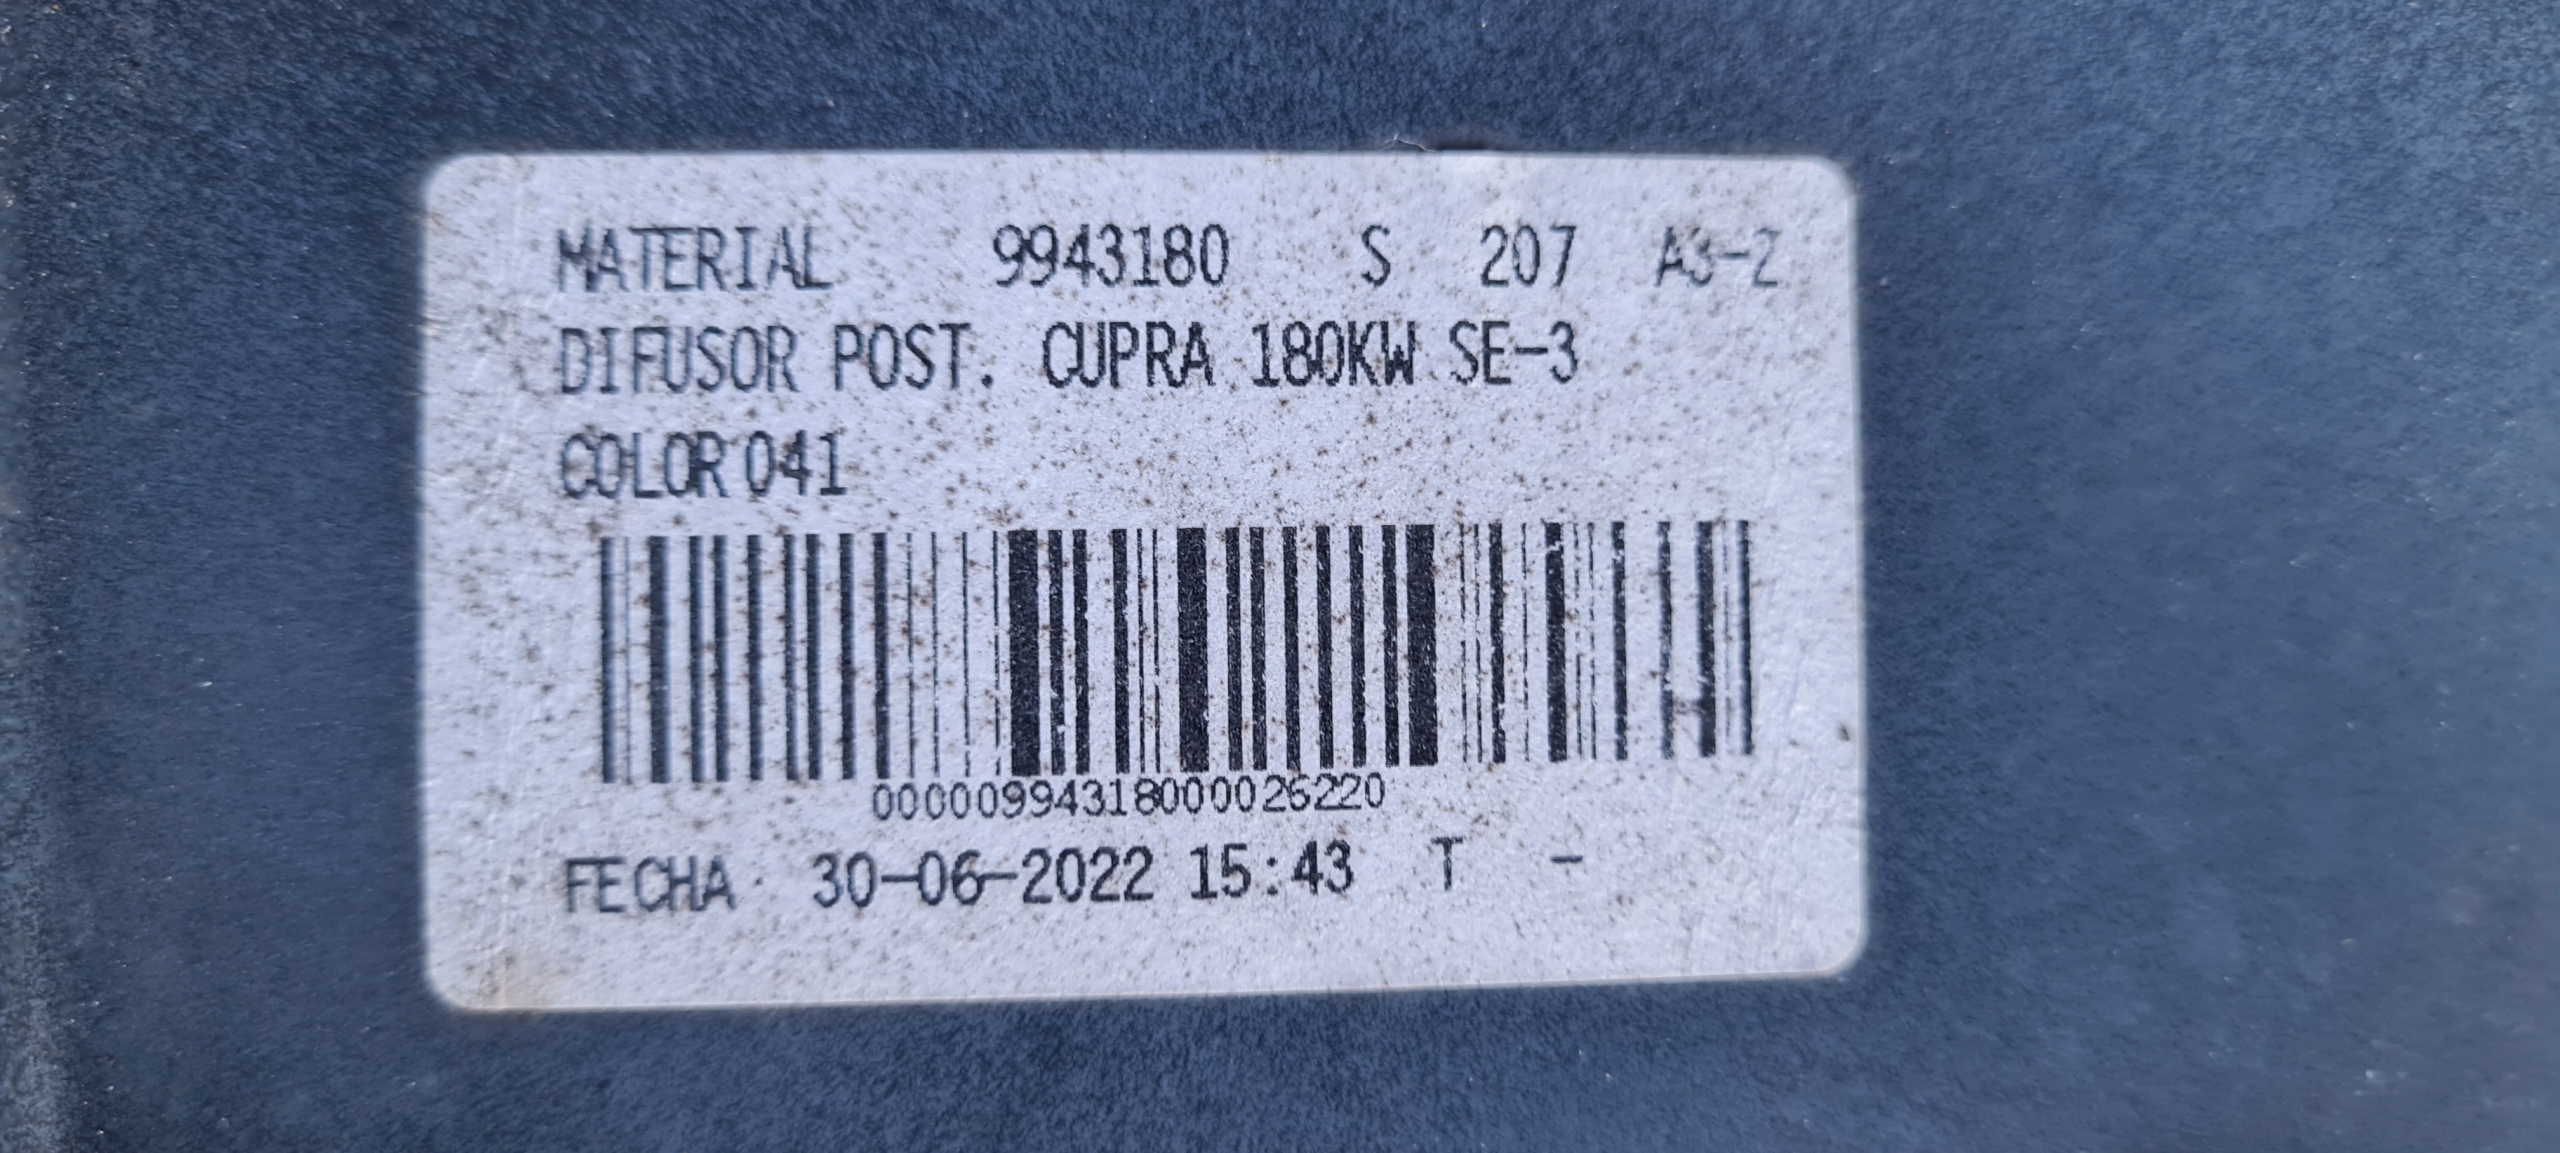 MATERIAL 9943180 S 207 A3-2
DIFUSOR POST. CUPRA 180KW SE-3
COLOR 041
00000994318000026220
FECHA 30-06-2022 15:43 T -